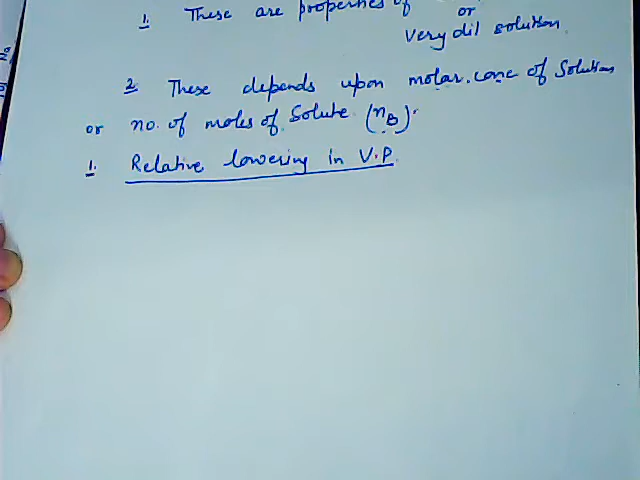 1. These are properties of
or
Very dil solution
2. These depends upon molar. conc of Solution
or no. of moles of Solute (nB).
1. Relative lowering in V.P.